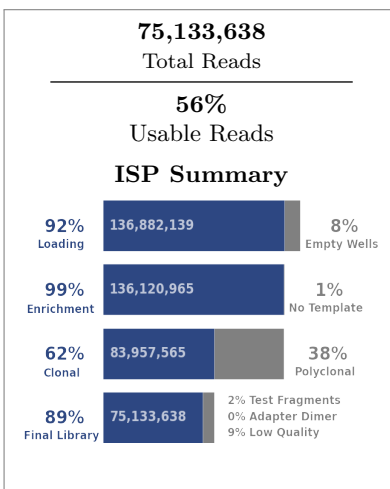 75,133,638
Total Reads
56%
Usable Reads
ISP Summary
92% 136,882,139 8%
Loading Empty Wells
99% 136,120,965 1%
Enrichment No Template
62% 83,957,565 38%
Clonal Polyclonal
2% Test Fragments
89% 75,133,638 0% Adapter Dimer
Final Library 9% Low Quality